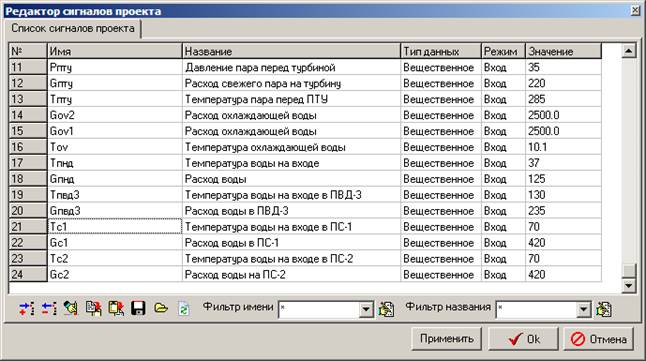 Редактор сигналов проекта
Список сигналов проекта
№ Имя Название Тип данных Режим Значение
11 Рпту Давление пара перед турбиной Вещественное Вход 35
12 Gпту Расход свежего пара на турбину Вещественное Вход 220
13 Тпту Температура пара перед ПТУ Вещественное Вход 285
14 Gov2 Расход охлаждающей воды Вещественное Вход 2500.0
15 Gov1 Расход охлаждающей воды Вещественное Вход 2500.0
16 Tov Температура охлаждающей воды Вещественное Вход 10.1
17 Тпнд Температура воды на входе Вещественное Вход 37
18 Gпнд Расход воды Вещественное Вход 125
19 Тпвд3 Температура воды на входе в ПВД-3 Вещественное Вход 130
20 Gпвд3 Расход воды в ПВД-3 Вещественное Вход 235
21 Тс1 Температура воды на входе в ПС-1 Вещественное Вход 70
22 Gc1 Расход воды в ПС-1 Вещественное Вход 420
23 Тс2 Температура воды на входе в ПС-2 Вещественное Вход 70
24 Gc2 Расход воды на ПС-2 Вещественное Вход 420
Фильтр имени * Фильтр названия *
Применить Ok Отмена